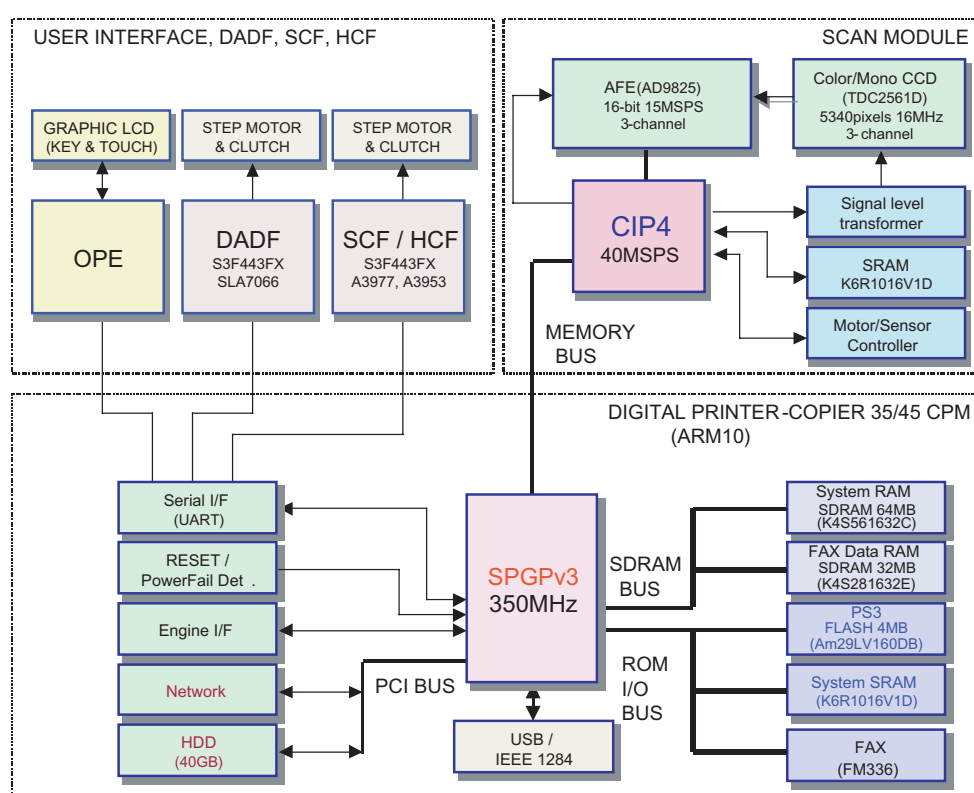 USER INTERFACE, DADF, SCF, HCF
GRAPHIC LCD
(KEY & TOUCH)
STEP MOTOR
& CLUTCH
STEP MOTOR
& CLUTCH
OPE
DADF
S3F443FX
SLA7066
SCF / HCF
S3F443FX
A3977, A3953
SCAN MODULE
AFE(AD9825)
16-bit 15MSPS
3-channel
Color/Mono CCD
(TDC2561D)
5340pixels 16MHz
3- channel
CIP4
40MSPS
Signal level
transformer
SRAM
K6R1016V1D
Motor/Sensor
Controller
MEMORY
BUS
DIGITAL PRINTER-COPIER 35/45 CPM
(ARM10)
Serial I/F
(UART)
RESET /
PowerFail Det .
Engine I/F
Network
HDD
(40GB)
PCI BUS
SPGPv3
350MHz
USB /
IEEE 1284
SDRAM
BUS
ROM
I/O
BUS
System RAM
SDRAM 64MB
(K4S561632C)
FAX Data RAM
SDRAM 32MB
(K4S281632E)
PS3
FLASH 4MB
(Am29LV160DB)
System SRAM
(K6R1016V1D)
FAX
(FM336)